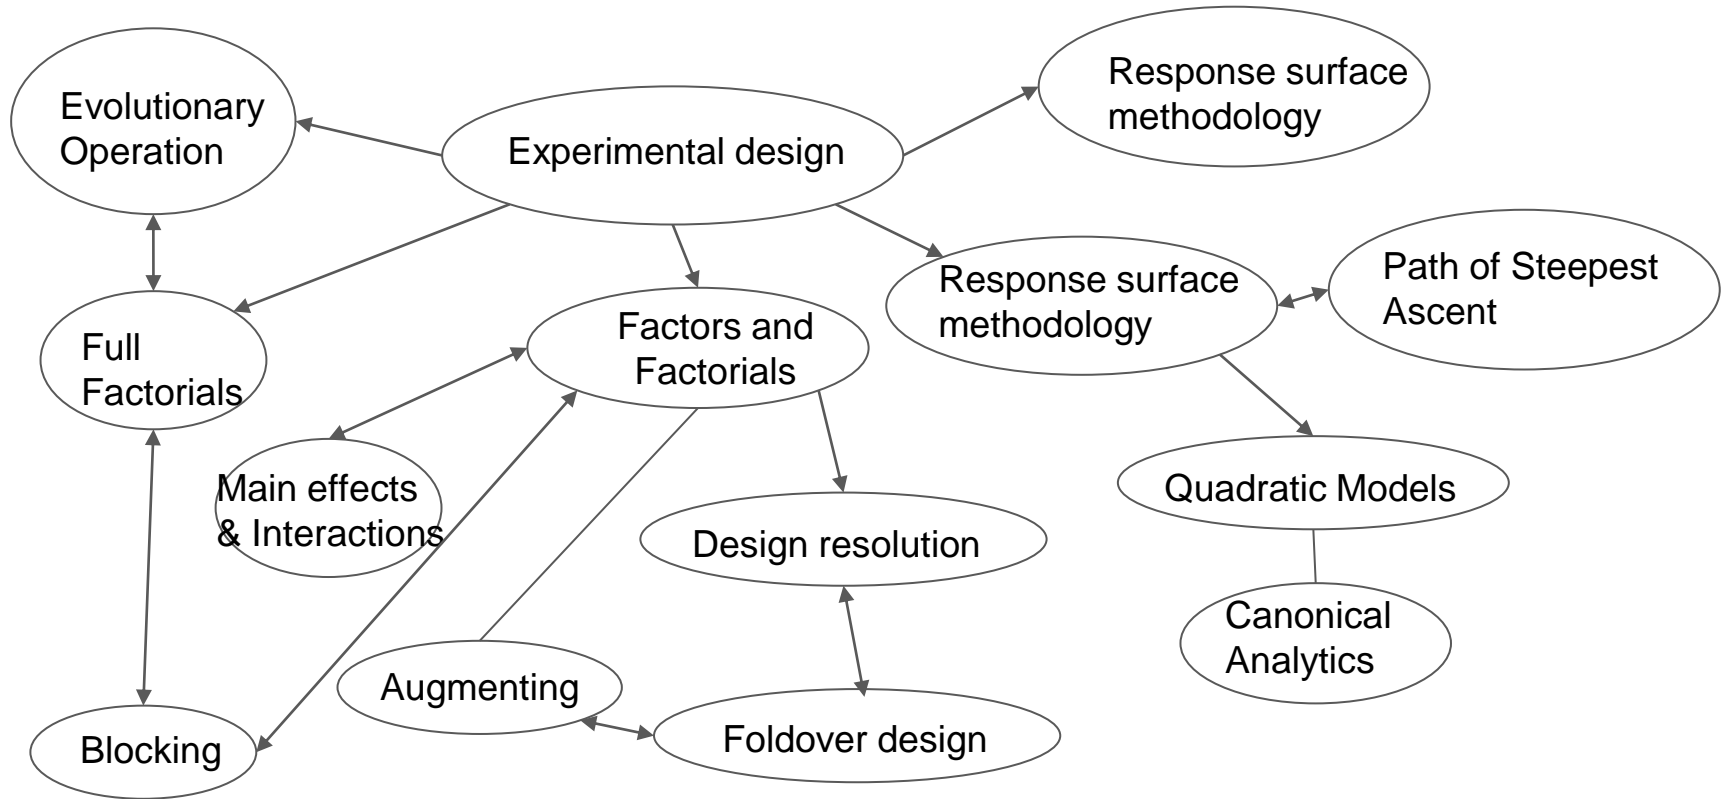 Response surface
methodology
Evolutionary
Operation
Experimental design
Response surface
methodology
Path of Steepest
Ascent
Full
Factorials
Factors and
Factorials
Main effects
& Interactions
Quadratic Models
Design resolution
Canonical
Analytics
Augmenting
Blocking
Foldover design